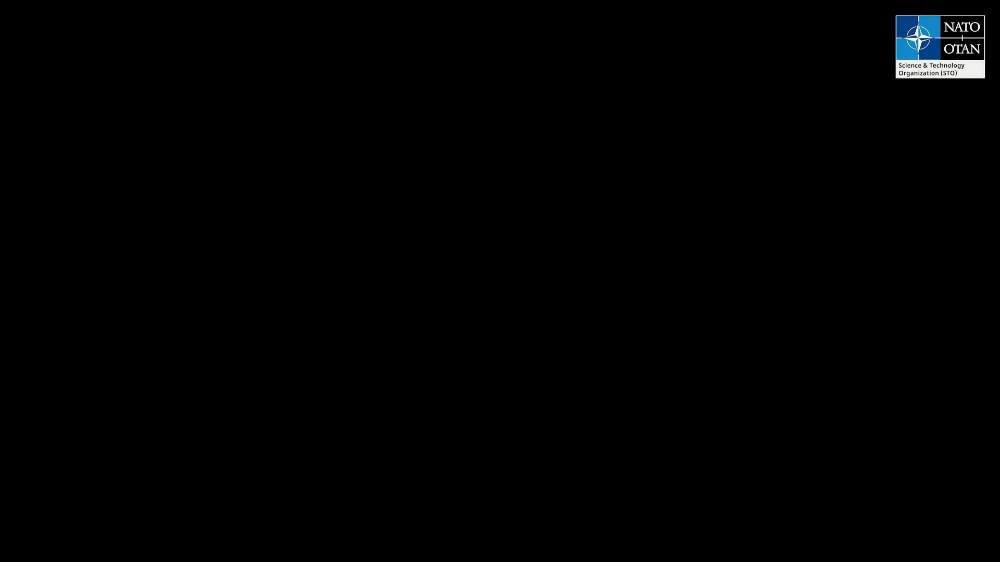 NATO
OTAN
Science & Technology
Organization (STO)